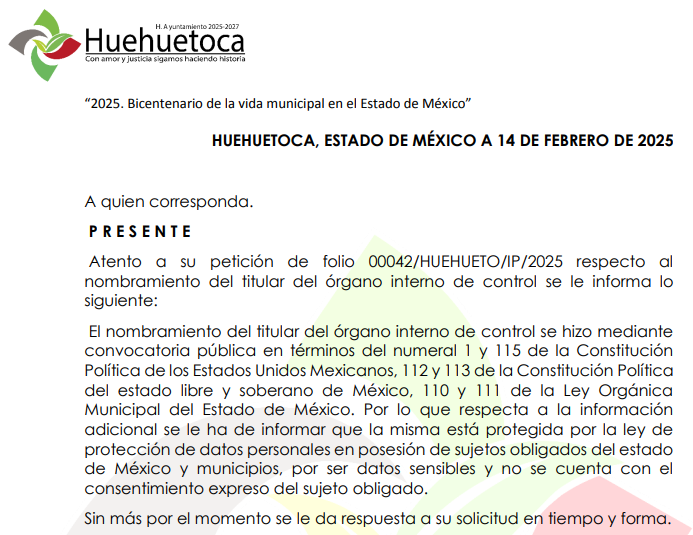 H. Ayuntamiento 2025-2027
Huehuetoca
Con amor y justicia sigamos haciendo historia
“2025. Bicentenario de la vida municipal en el Estado de México”
HUEHUETOCA, ESTADO DE MÉXICO A 14 DE FEBRERO DE 2025
A quien corresponda.
P R E S E N T E
Atento a su petición de folio 00042/HUEHUETO/IP/2025 respecto al
nombramiento del titular del órgano interno de control se le informa lo
siguiente:
El nombramiento del titular del órgano interno de control se hizo mediante
convocatoria pública en términos del numeral 1 y 115 de la Constitución
Política de los Estados Unidos Mexicanos, 112 y 113 de la Constitución Política
del estado libre y soberano de México, 110 y 111 de la Ley Orgánica
Municipal del Estado de México. Por lo que respecta a la información
adicional se le ha de informar que la misma está protegida por la ley de
protección de datos personales en posesión de sujetos obligados del estado
de México y municipios, por ser datos sensibles y no se cuenta con el
consentimiento expreso del sujeto obligado.
Sin más por el momento se le da respuesta a su solicitud en tiempo y forma.